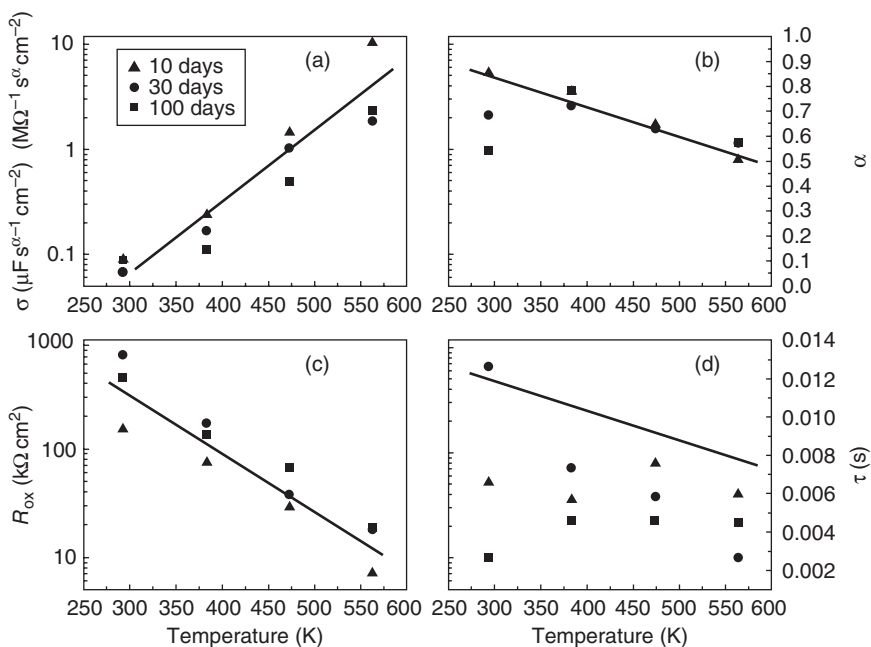 σ (μF s^α−1 cm−2) (MΩ−1 s^α cm−2)
10
1
0.1
10 days
30 days
100 days
(a)
250 300 350 400 450 500 550 600
(b)
1.0
0.9
0.8
0.7
0.6
0.5
0.4
0.3
0.2
0.1
0.0
α
250 300 350 400 450 500 550 600
Rox (kΩ cm2)
1000
100
10
(c)
250 300 350 400 450 500 550 600
Temperature (K)
(d)
0.014
0.012
0.010
0.008
0.006
0.004
0.002
τ (s)
250 300 350 400 450 500 550 600
Temperature (K)